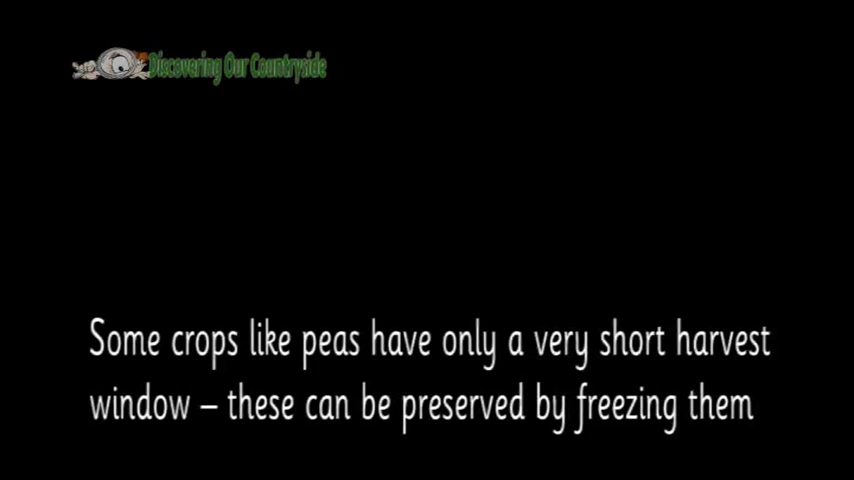 Discovering Our Countryside
Some crops like peas have only a very short harvest
window – these can be preserved by freezing them